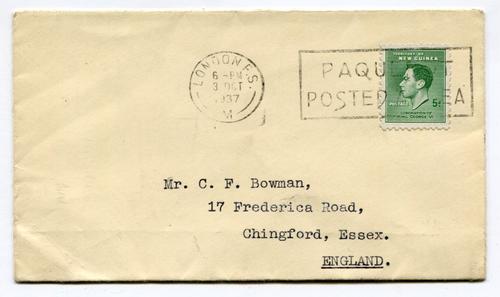 LONDON F.S.
6 - PM
3 OCT
1937
PAQU
POSTED A
TERRITORY OF
NEW GUINEA
POSTAGE 5d
CORONATION OF
KING GEORGE VI
Mr. C. F. Bowman,
17 Frederica Road,
Chingford, Essex.
ENGLAND.